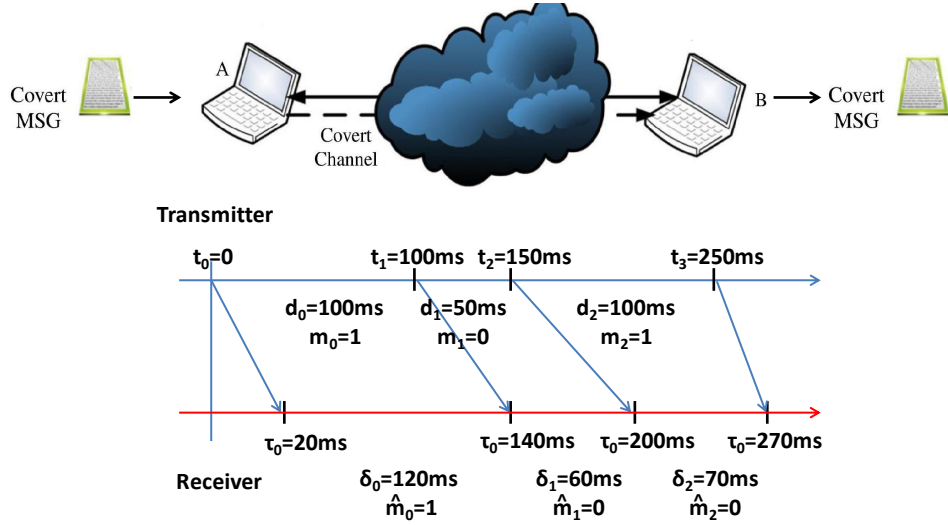 A
B
Covert
MSG
Covert
Channel
Covert
MSG
Transmitter
t₀=0 t₁=100ms t₂=150ms t₃=250ms
d₀=100ms d₁=50ms d₂=100ms
m₀=1 m₁=0 m₂=1
τ₀=20ms τ₀=140ms τ₀=200ms τ₀=270ms
Receiver
δ₀=120ms δ₁=60ms δ₂=70ms
m̂₀=1 m̂₁=0 m̂₂=0